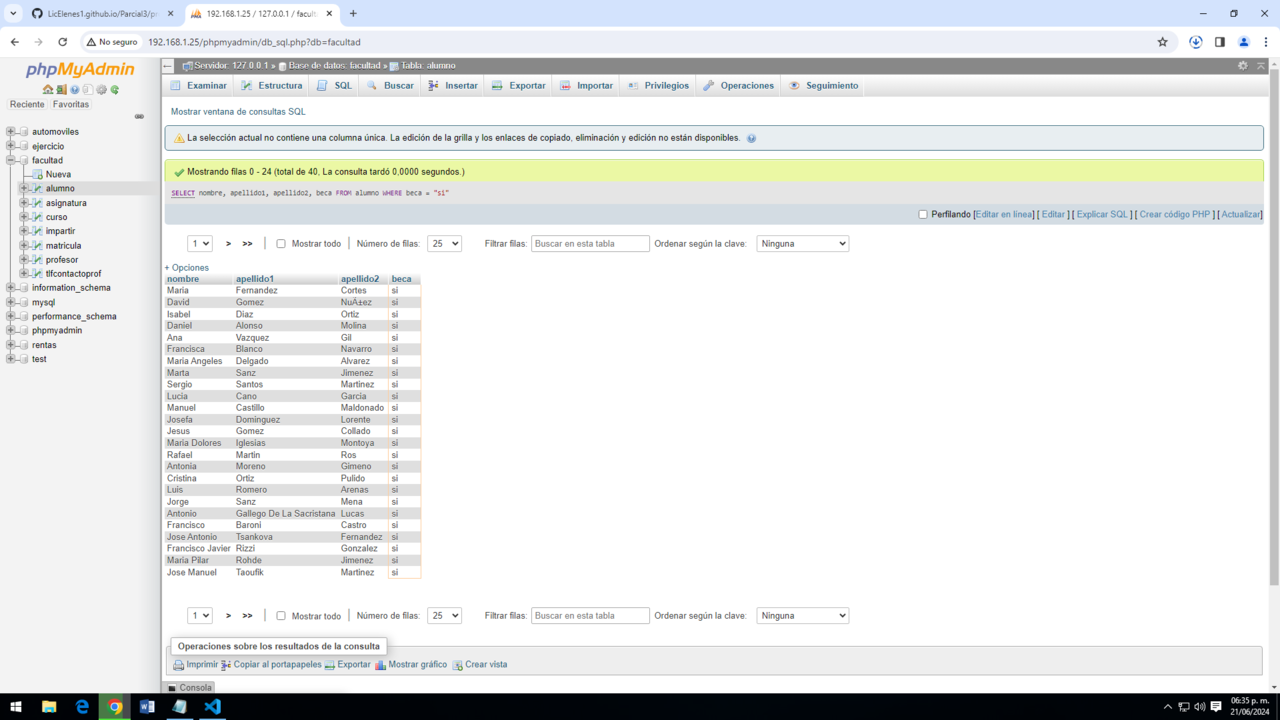 LicElenes1.github.io/Parcial3/pr
192.168.1.25 / 127.0.0.1 / facult
No seguro
192.168.1.25/phpmyadmin/db_sql.php?db=facultad
phpMyAdmin
Reciente Favoritas
automoviles
ejercicio
facultad
Nueva
alumno
asignatura
curso
impartir
matricula
profesor
tlfcontactoprof
information_schema
mysql
performance_schema
phpmyadmin
rentas
test
Servidor: 127.0.0.1 » Base de datos: facultad » Tabla: alumno
Examinar Estructura SQL Buscar Insertar Exportar Importar Privilegios Operaciones Seguimiento
Mostrar ventana de consultas SQL
La selección actual no contiene una columna única. La edición de la grilla y los enlaces de copiado, eliminación y edición no están disponibles.
Mostrando filas 0 - 24 (total de 40, La consulta tardó 0,0000 segundos.)
SELECT nombre, apellido1, apellido2, beca FROM alumno WHERE beca = "si"
Perfilando [Editar en línea] [ Editar ] [ Explicar SQL ] [ Crear código PHP ] [ Actualizar]
1 > >> Mostrar todo Número de filas: 25 Filtrar filas: Buscar en esta tabla Ordenar según la clave: Ninguna
+ Opciones
nombre apellido1 apellido2 beca
Maria Fernandez Cortes si
David Gomez NuÃ±ez si
Isabel Diaz Ortiz si
Daniel Alonso Molina si
Ana Vazquez Gil si
Francisca Blanco Navarro si
Maria Angeles Delgado Alvarez si
Marta Sanz Jimenez si
Sergio Santos Martinez si
Lucia Cano Garcia si
Manuel Castillo Maldonado si
Josefa Dominguez Lorente si
Jesus Gomez Collado si
Maria Dolores Iglesias Montoya si
Rafael Martin Ros si
Antonia Moreno Gimeno si
Cristina Ortiz Pulido si
Luis Romero Arenas si
Jorge Sanz Mena si
Antonio Gallego De La Sacristana Lucas si
Francisco Baroni Castro si
Jose Antonio Tsankova Fernandez si
Francisco Javier Rizzi Gonzalez si
Maria Pilar Rohde Jimenez si
Jose Manuel Taoufik Martinez si
1 > >> Mostrar todo Número de filas: 25 Filtrar filas: Buscar en esta tabla Ordenar según la clave: Ninguna
Operaciones sobre los resultados de la consulta
Imprimir Copiar al portapapeles Exportar Mostrar gráfico Crear vista
Consola
06:35 p. m.
21/06/2024